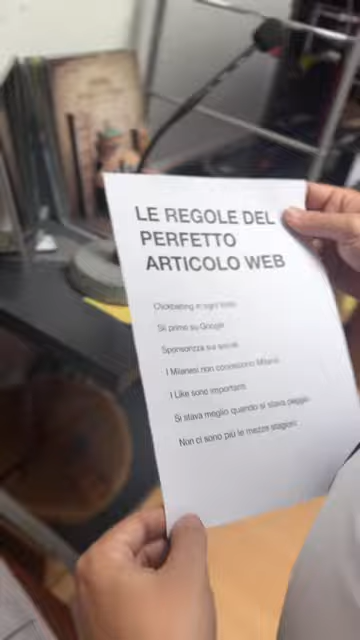 LE REGOLE DEL
PERFETTO
ARTICOLO WEB
Clickbaiting in ogni titolo
Sii primo su Google
Sponsorizza sui social
I Milanesi non conoscono Milano
I Like sono importanti
Si stava meglio quando si stava peggio
Non ci sono più le mezze stagioni